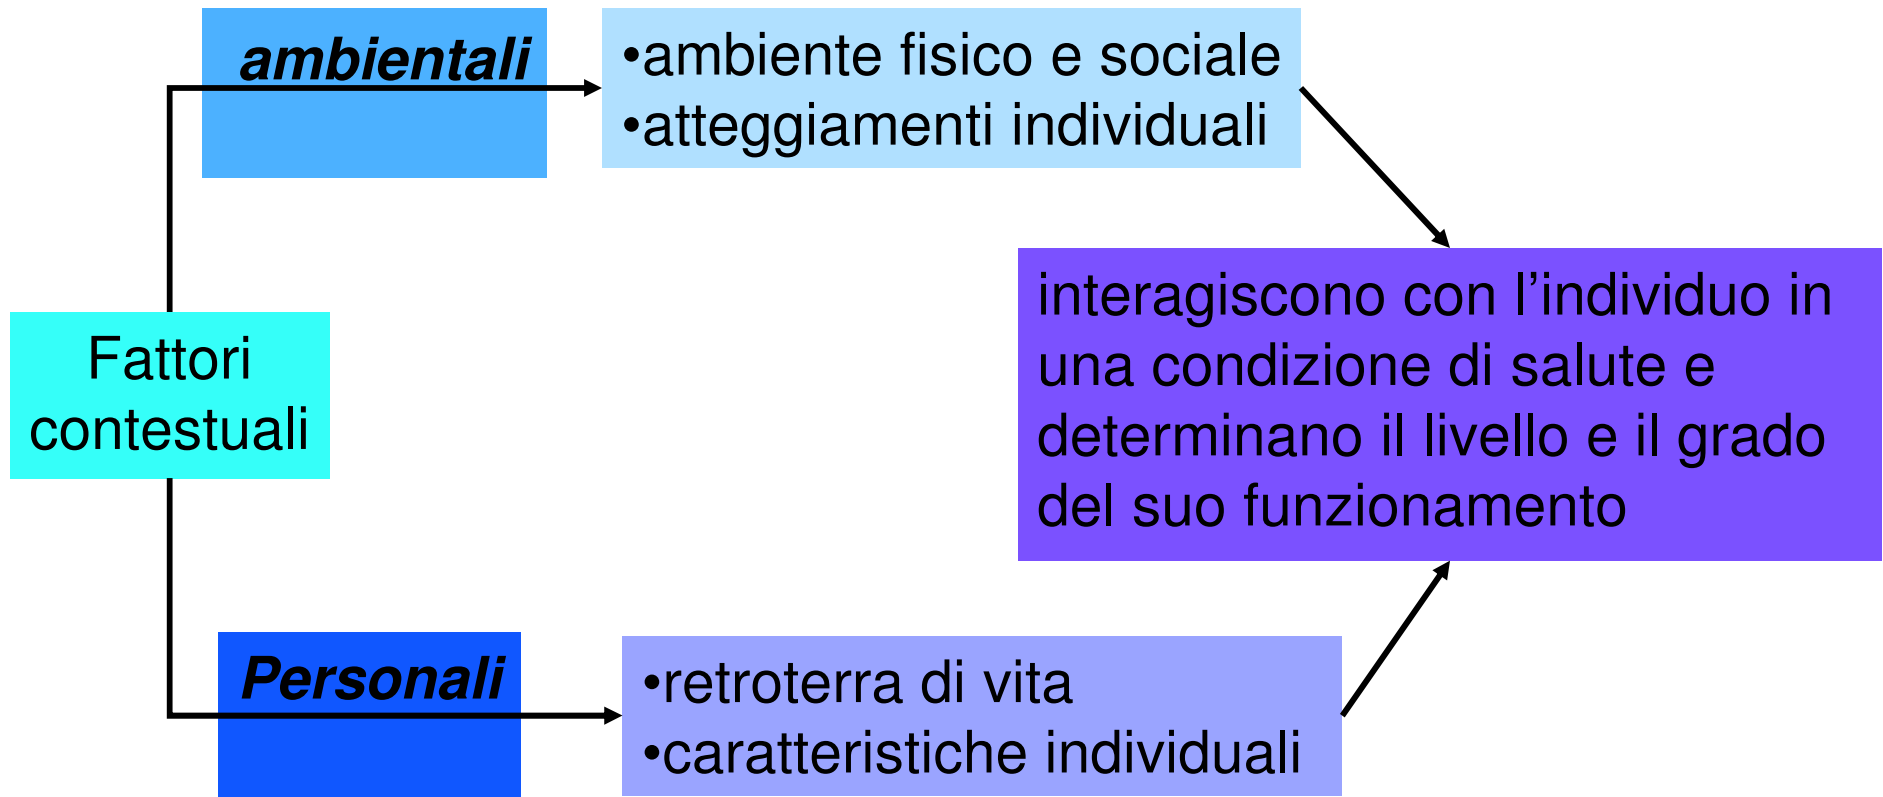 ambientali
•ambiente fisico e sociale
•atteggiamenti individuali
Fattori
contestuali
interagiscono con l’individuo in
una condizione di salute e
determinano il livello e il grado
del suo funzionamento
Personali
•retroterra di vita
•caratteristiche individuali